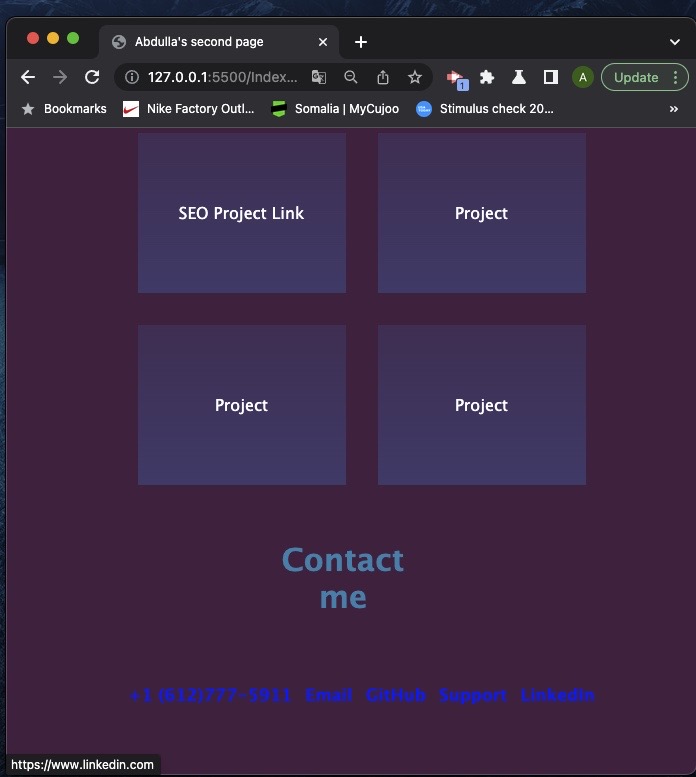 Abdulla's second page
127.0.0.1:5500/Index...
A
Update
1
Bookmarks
Nike Factory Outl...
Somalia | MyCujoo
Stimulus check 20...
»
SEO Project Link
Project
Project
Project
Contact
me
+1 (612)777-5911 Email GitHub Support LinkedIn
https://www.linkedin.com